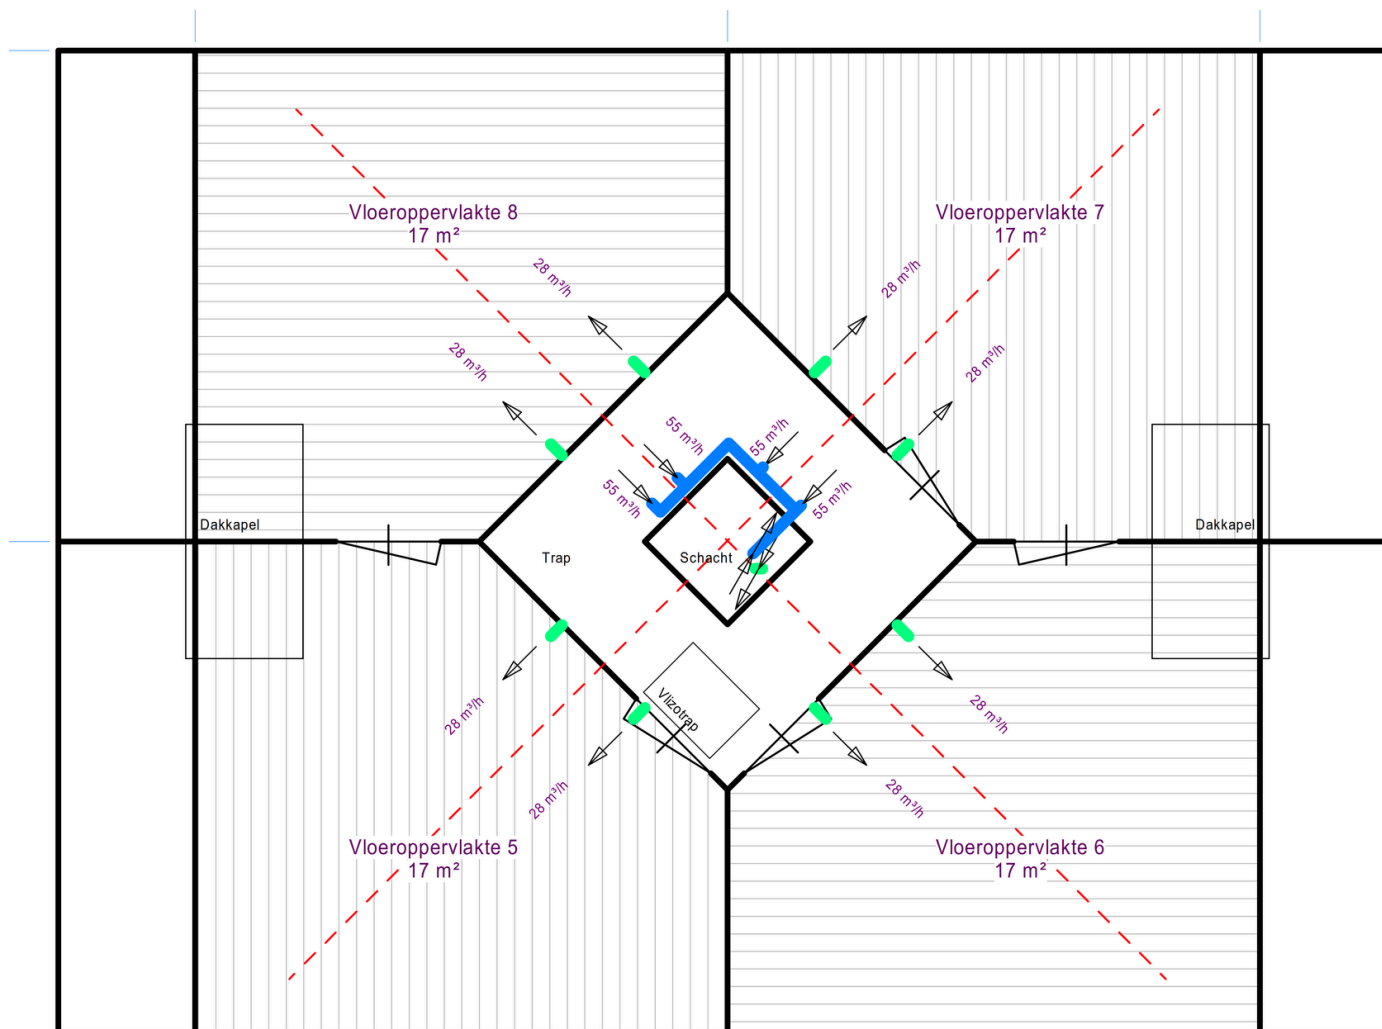 Vloeroppervlakte 8
17 m²
Vloeroppervlakte 7
17 m²
28 m³/h
28 m³/h
28 m³/h
28 m³/h
55 m³/h
55 m³/h
55 m³/h
55 m³/h
Dakkapel
Dakkapel
Trap
Schacht
Vlizotrap
28 m³/h
28 m³/h
28 m³/h
28 m³/h
Vloeroppervlakte 5
17 m²
Vloeroppervlakte 6
17 m²